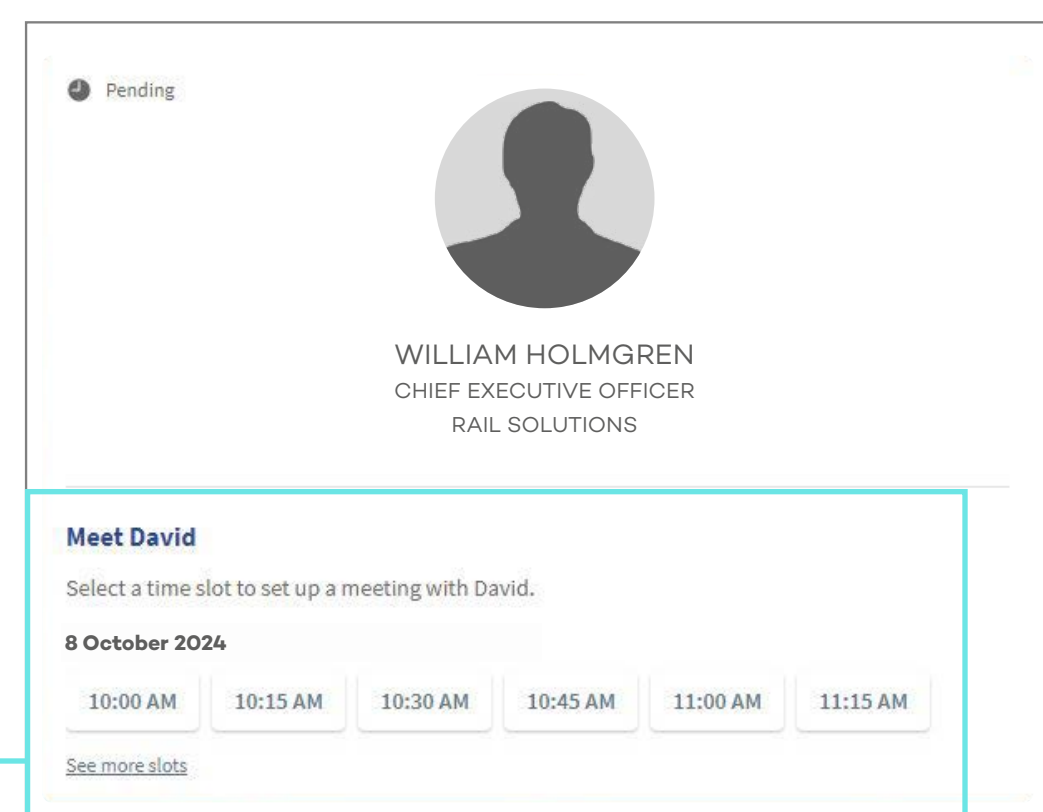 Pending
WILLIAM HOLMGREN
CHIEF EXECUTIVE OFFICER
RAIL SOLUTIONS
Meet David
Select a time slot to set up a meeting with David.
8 October 2024
10:00 AM 10:15 AM 10:30 AM 10:45 AM 11:00 AM 11:15 AM
See more slots